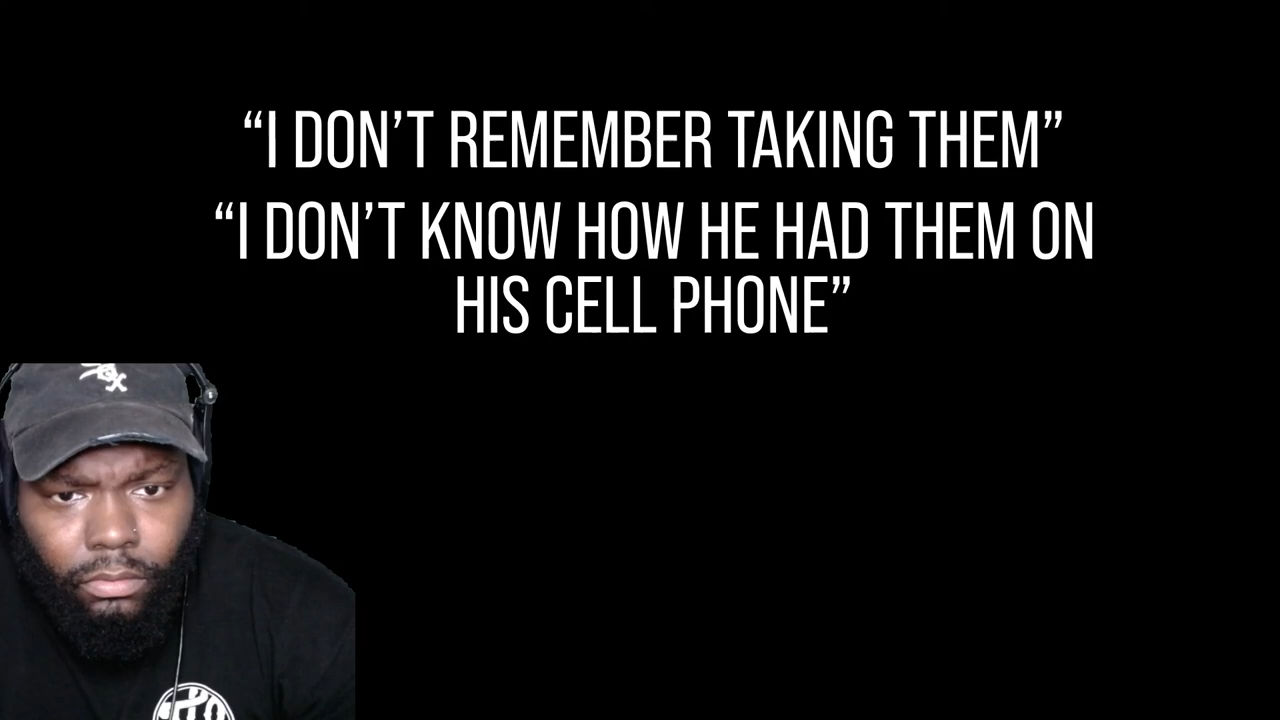 “I DON’T REMEMBER TAKING THEM”
“I DON’T KNOW HOW HE HAD THEM ON
HIS CELL PHONE”